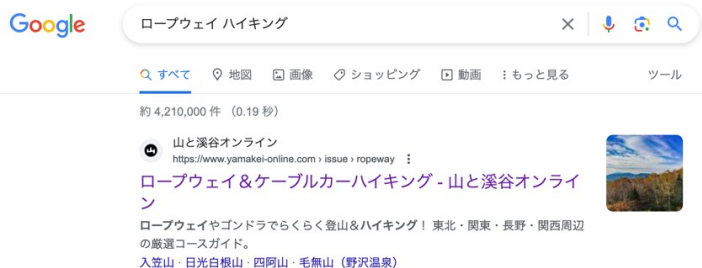 Google
ロープウェイ ハイキング
すべて 地図 画像 ショッピング 動画 もっと見る ツール
約 4,210,000 件 （0.19 秒）
山と溪谷オンライン
https://www.yamakei-online.com › issue › ropeway
ロープウェイ＆ケーブルカーハイキング - 山と溪谷オンライ
ン
ロープウェイやゴンドラでらくらく登山＆ハイキング！ 東北・関東・長野・関西周辺
の厳選コースガイド。
入笠山 · 日光白根山 · 四阿山 · 毛無山（野沢温泉）